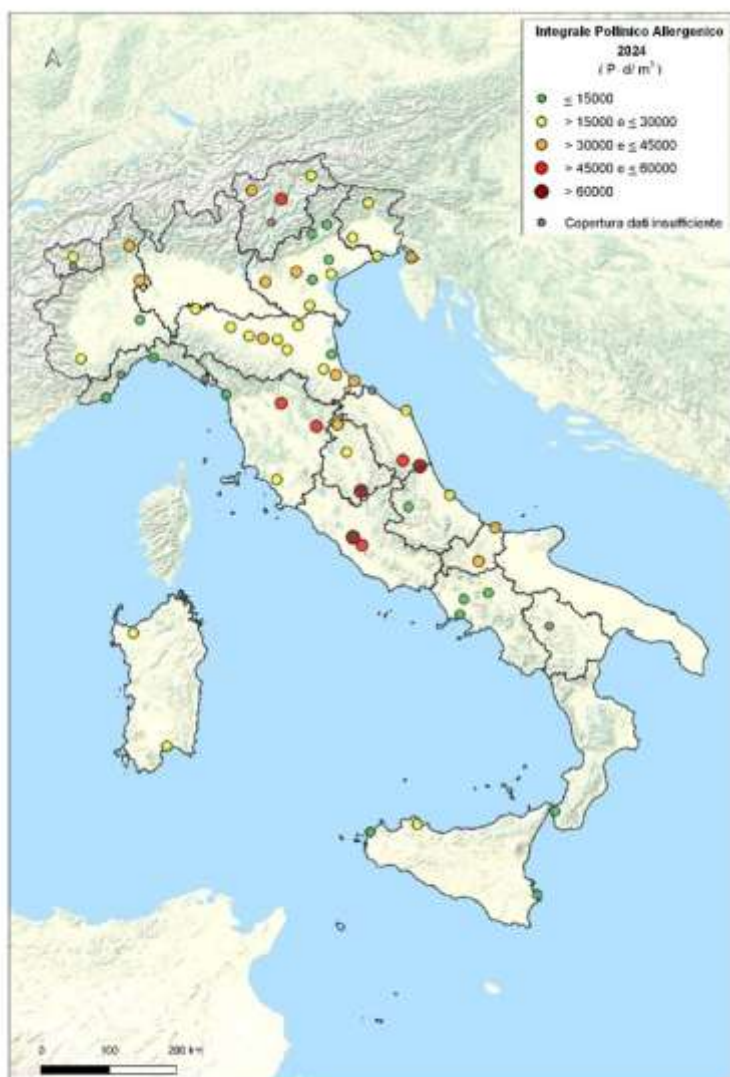 Integrale Pollinico Allergenico
2024
( P· d/ m³ )
≤ 15000
> 15000 e ≤ 30000
> 30000 e ≤ 45000
> 45000 e ≤ 60000
> 60000
Copertura dati insufficiente
0 100 200 km